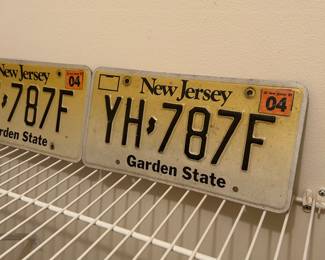 New Jersey
04
787F
Garden State
New Jersey
04
YH 787F
Garden State